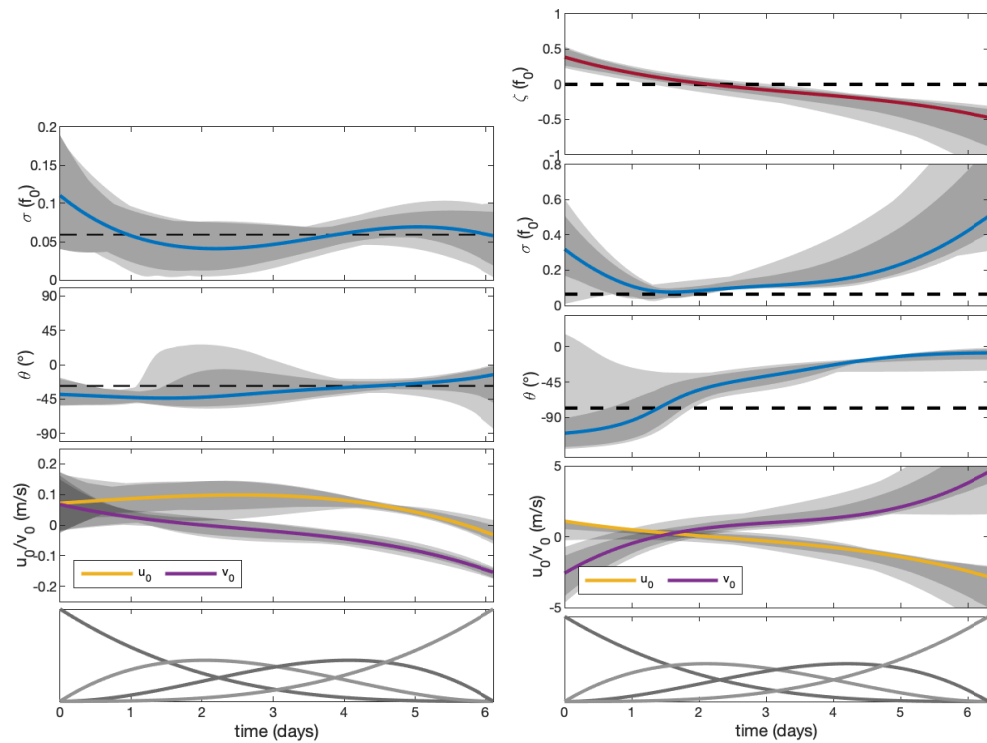 0.2
0.15
0.1
0.05
0
σ (f₀)
90
45
0
-45
-90
θ (°)
0.2
0.1
0
-0.1
-0.2
u₀/v₀ (m/s)
u₀ v₀
0 1 2 3 4 5 6
time (days)
1
0.5
0
-0.5
-1
ζ (f₀)
0.8
0.6
0.4
0.2
0
σ (f₀)
0
-45
-90
θ (°)
5
0
-5
u₀/v₀ (m/s)
u₀ v₀
0 1 2 3 4 5 6
time (days)